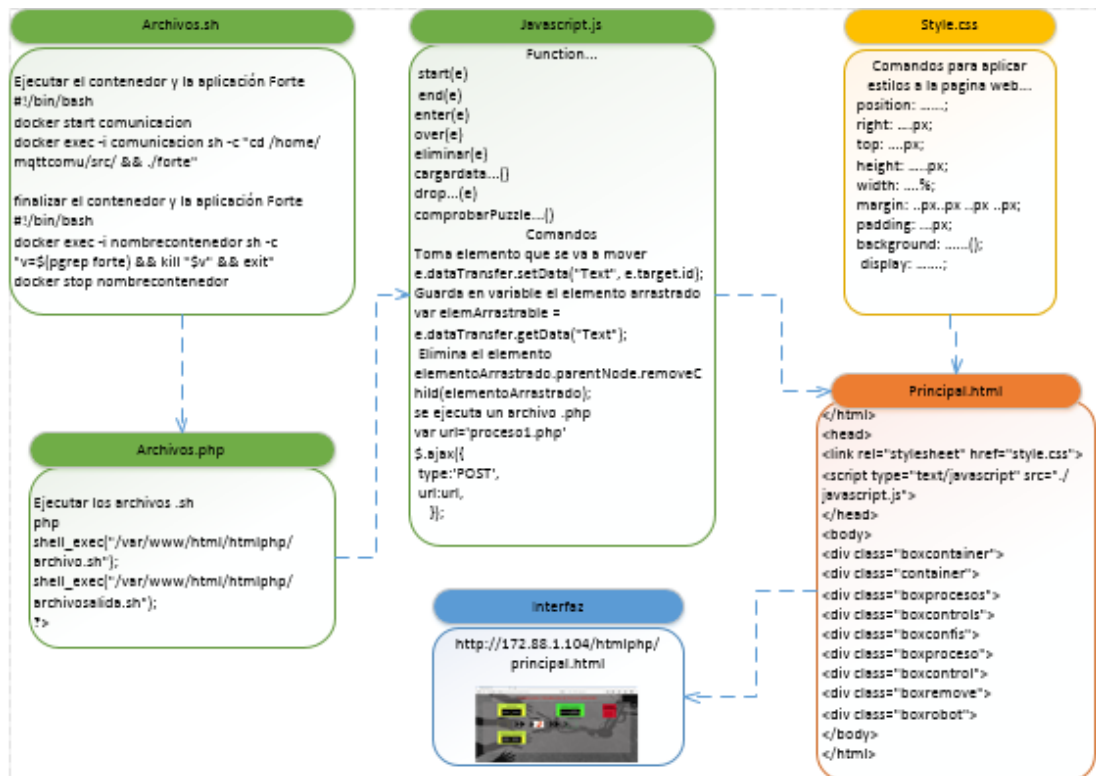 Archivos.sh
Ejecutar el contenedor y la aplicación Forte
#!/bin/bash
docker start comunicacion
docker exec -i comunicacion sh -c "cd /home/
mqttcomu/src/ && ./forte"
finalizar el contenedor y la aplicación Forte
#!/bin/bash
docker exec -i nombrecontenedor sh -c
"v=$(pgrep forte) && kill "$v" && exit"
docker stop nombrecontenedor
Archivos.php
Ejecutar los archivos .sh
php
shell_exec("/var/www/html/htmlphp/
archivo.sh");
shell_exec("/var/www/html/htmlphp/
archivosalida.sh");
?>
Javascript.js
Function...
start(e)
end(e)
enter(e)
over(e)
eliminar(e)
cargardata...()
drop...(e)
comprobarPuzzle...()
Comandos
Toma elemento que se va a mover
e.dataTransfer.setData("Text", e.target.id);
Guarda en variable el elemento arrastrado
var elemArrastrable =
e.dataTransfer.getData("Text");
Elimina el elemento
elementoArrastrado.parentNode.removeC
hild(elementoArrastrado);
se ejecuta un archivo .php
var url='proceso1.php'
$.ajax({
type:'POST',
url:url,
});
Style.css
Comandos para aplicar
estilos a la pagina web...
position: ......;
right: ....px;
top: ....px;
height: .....px;
width: ....%;
margin: ..px..px ..px ..px;
padding: ....px;
background: ......();
display: .......;
Principal.html
</html>
<head>
<link rel="stylesheet" href="style.css">
<script type="text/javascript" src="./
javascript.js">
</head>
<body>
<div class="boxcontainer">
<div class="container">
<div class="boxprocesos">
<div class="boxcontrols">
<div class="boxconfis">
<div class="boxproceso">
<div class="boxcontrol">
<div class="boxremove">
<div class="boxrobot">
</body>
</html>
Interfaz
http://172.88.1.104/htmlphp/
principal.html